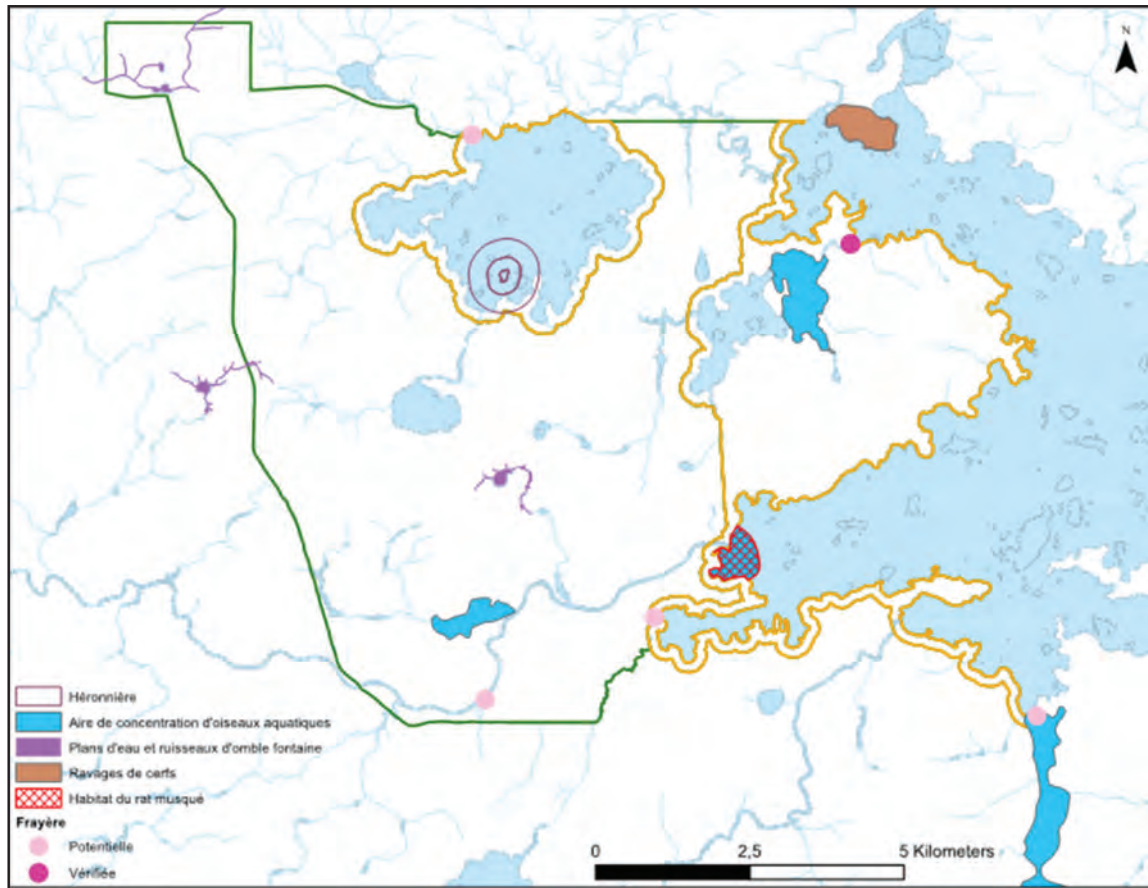 N
Héronnière
Aire de concentration d'oiseaux aquatiques
Plans d'eau et ruisseaux d'omble fontaine
Ravages de cerfs
Habitat du rat musqué
Frayère
Potentielle
Vérifiée
0 2,5 5 Kilometers